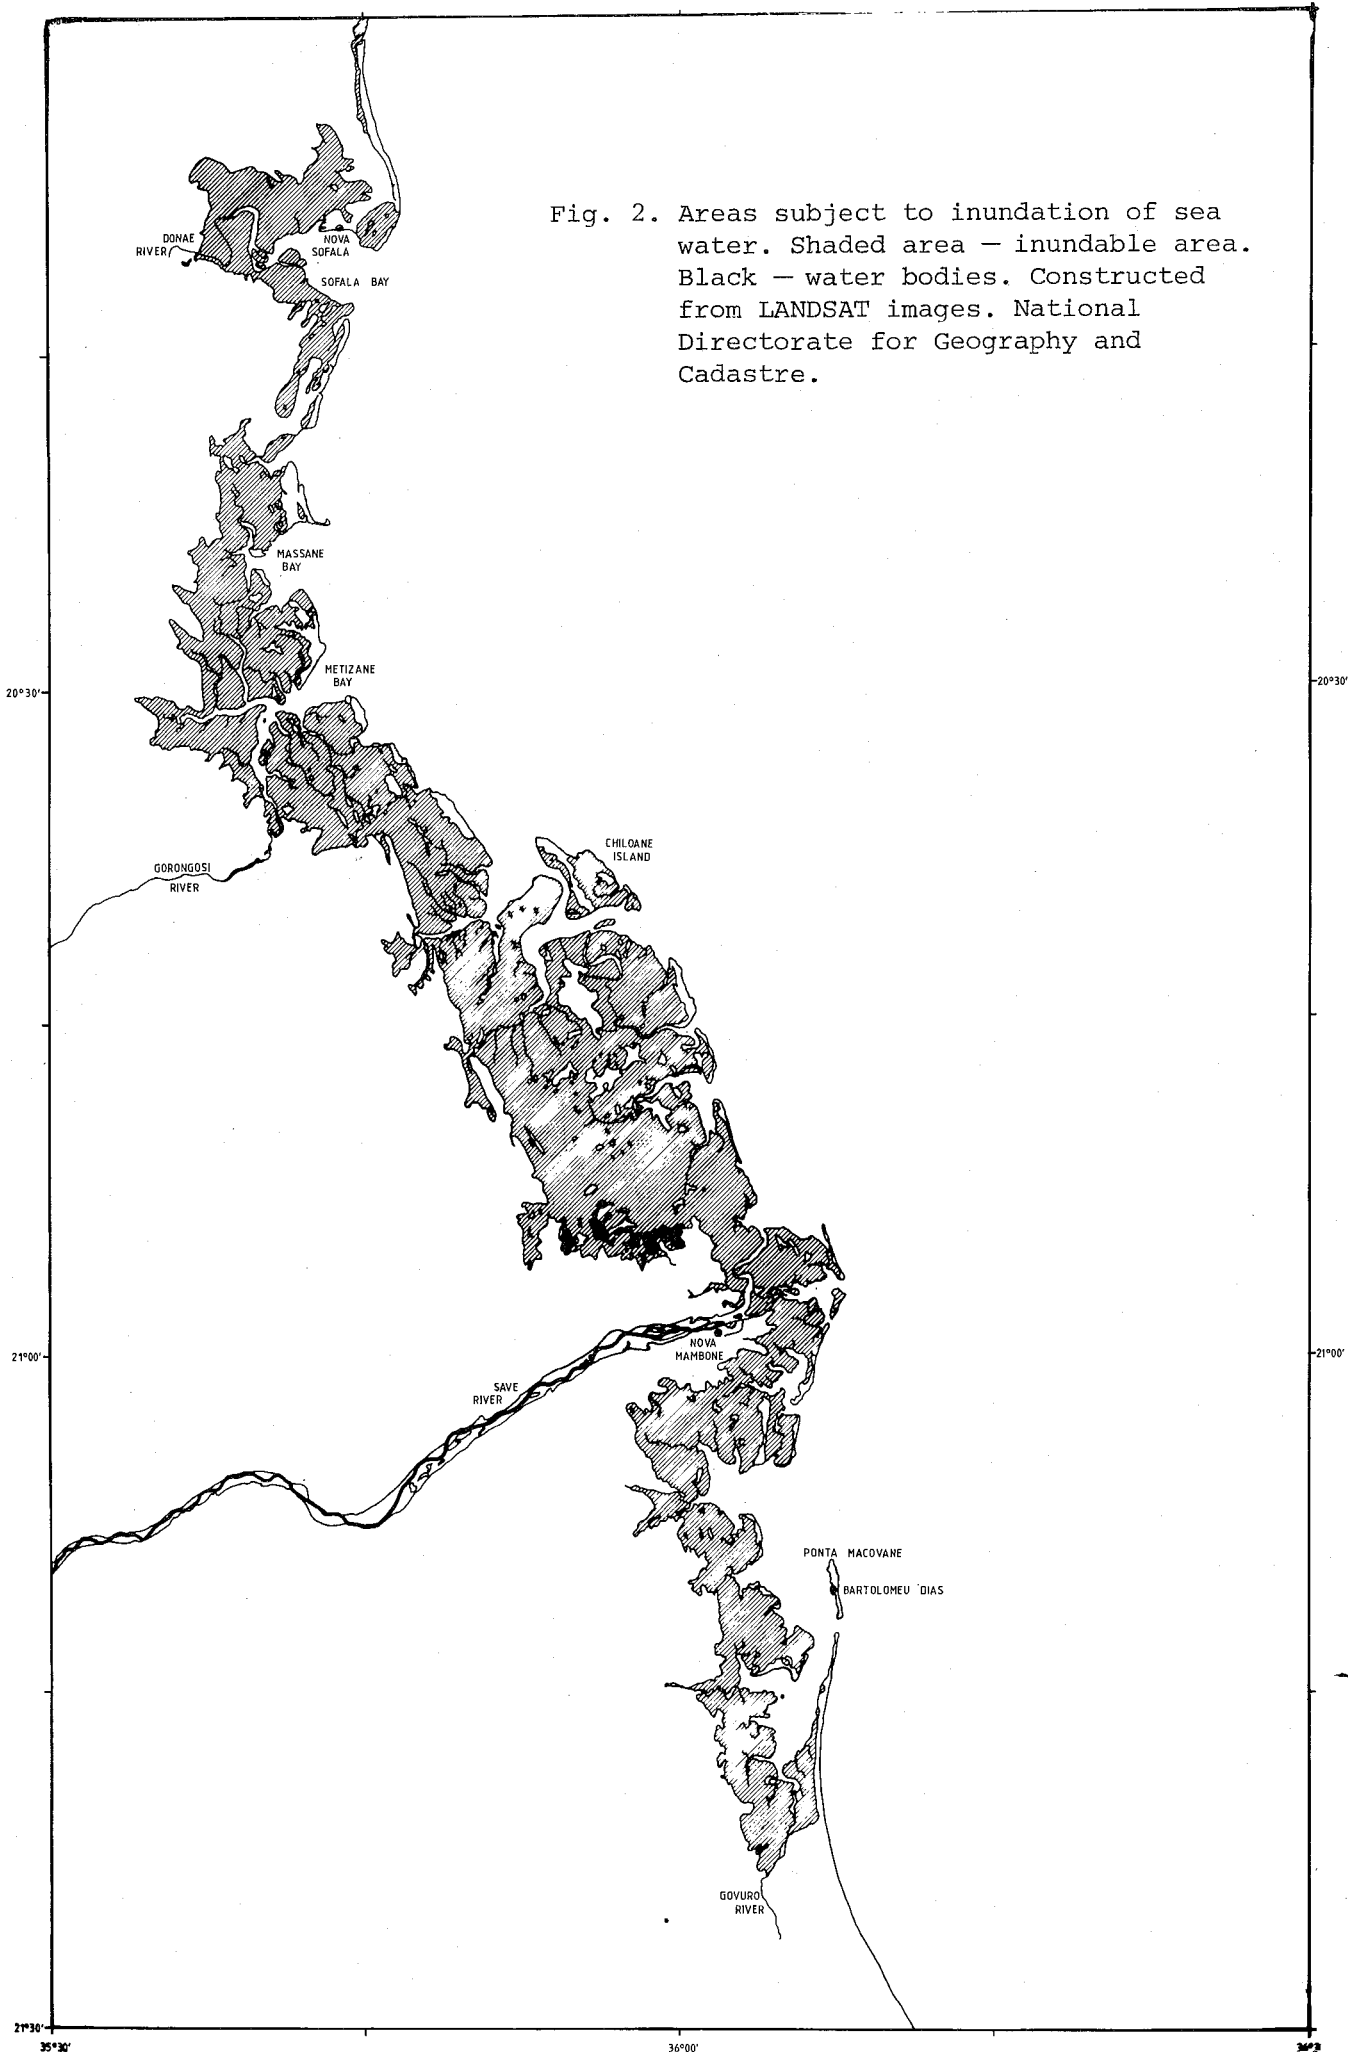 Fig. 2. Areas subject to inundation of sea
water. Shaded area — inundable area.
Black — water bodies. Constructed
from LANDSAT images. National
Directorate for Geography and
Cadastre.
DONAE
RIVER
NOVA
SOFALA
SOFALA BAY
MASSANE
BAY
METIZANE
BAY
20°30'
20°30'
CHILOANE
ISLAND
GORONGOSI
RIVER
NOVA
MAMBONE
21°00'
21°00'
SAVE
RIVER
PONTA MACOVANE
BARTOLOMEU DIAS
GOVURO
RIVER
21°30'
35°30'
36°00'